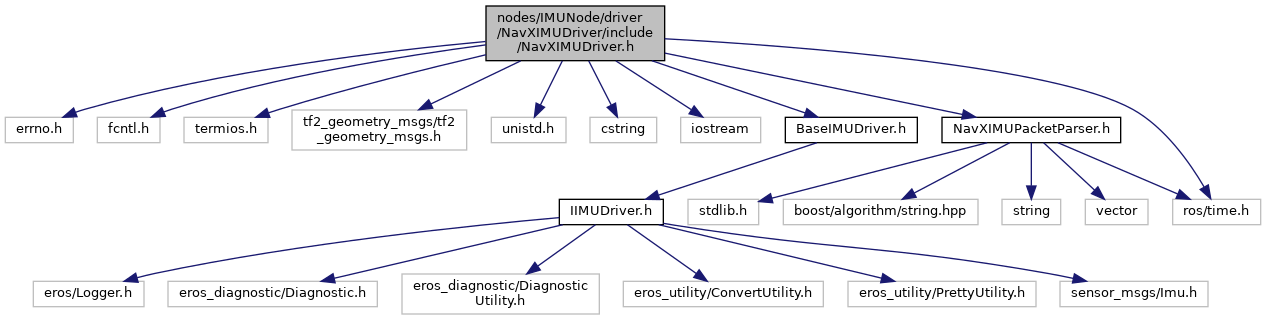 nodes/IMUNode/driver
/NavXIMUDriver/include
/NavXIMUDriver.h
errno.h
fcntl.h
termios.h
tf2_geometry_msgs/tf2
_geometry_msgs.h
unistd.h
cstring
iostream
BaseIMUDriver.h
NavXIMUPacketParser.h
IIMUDriver.h
stdlib.h
boost/algorithm/string.hpp
string
vector
ros/time.h
eros/Logger.h
eros_diagnostic/Diagnostic.h
eros_diagnostic/Diagnostic
Utility.h
eros_utility/ConvertUtility.h
eros_utility/PrettyUtility.h
sensor_msgs/Imu.h